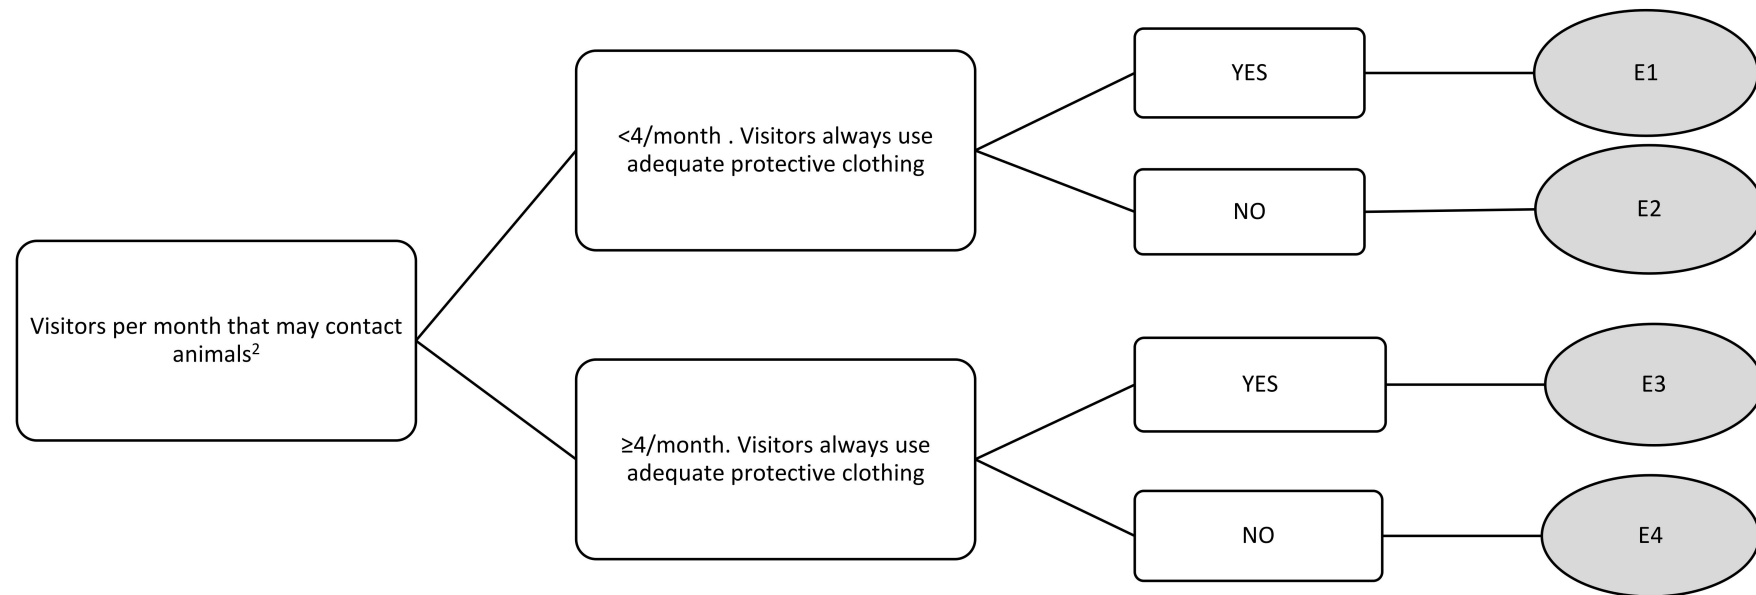 Visitors per month that may contact
animals²
<4/month . Visitors always use
adequate protective clothing
YES
E1
NO
E2
≥4/month. Visitors always use
adequate protective clothing
YES
E3
NO
E4